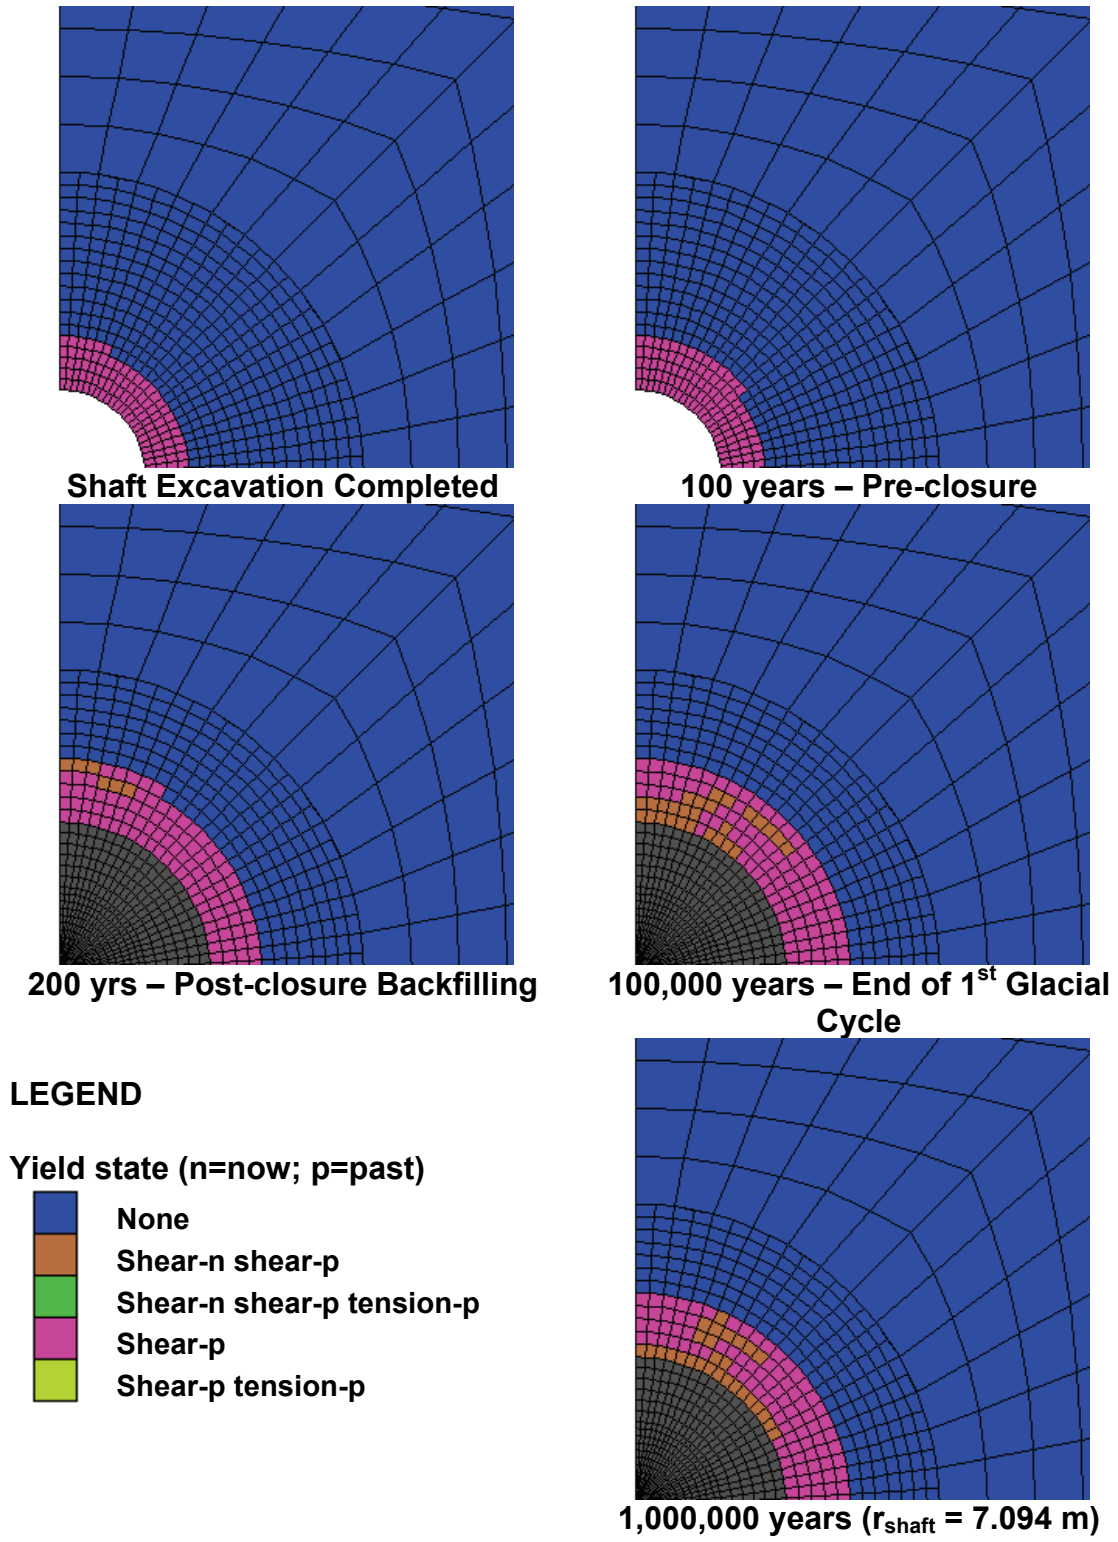 Shaft Excavation Completed
100 years – Pre-closure
200 yrs – Post-closure Backfilling
100,000 years – End of 1st Glacial
Cycle
LEGEND
Yield state (n=now; p=past)
None
Shear-n shear-p
Shear-n shear-p tension-p
Shear-p
Shear-p tension-p
1,000,000 years (rshaft = 7.094 m)